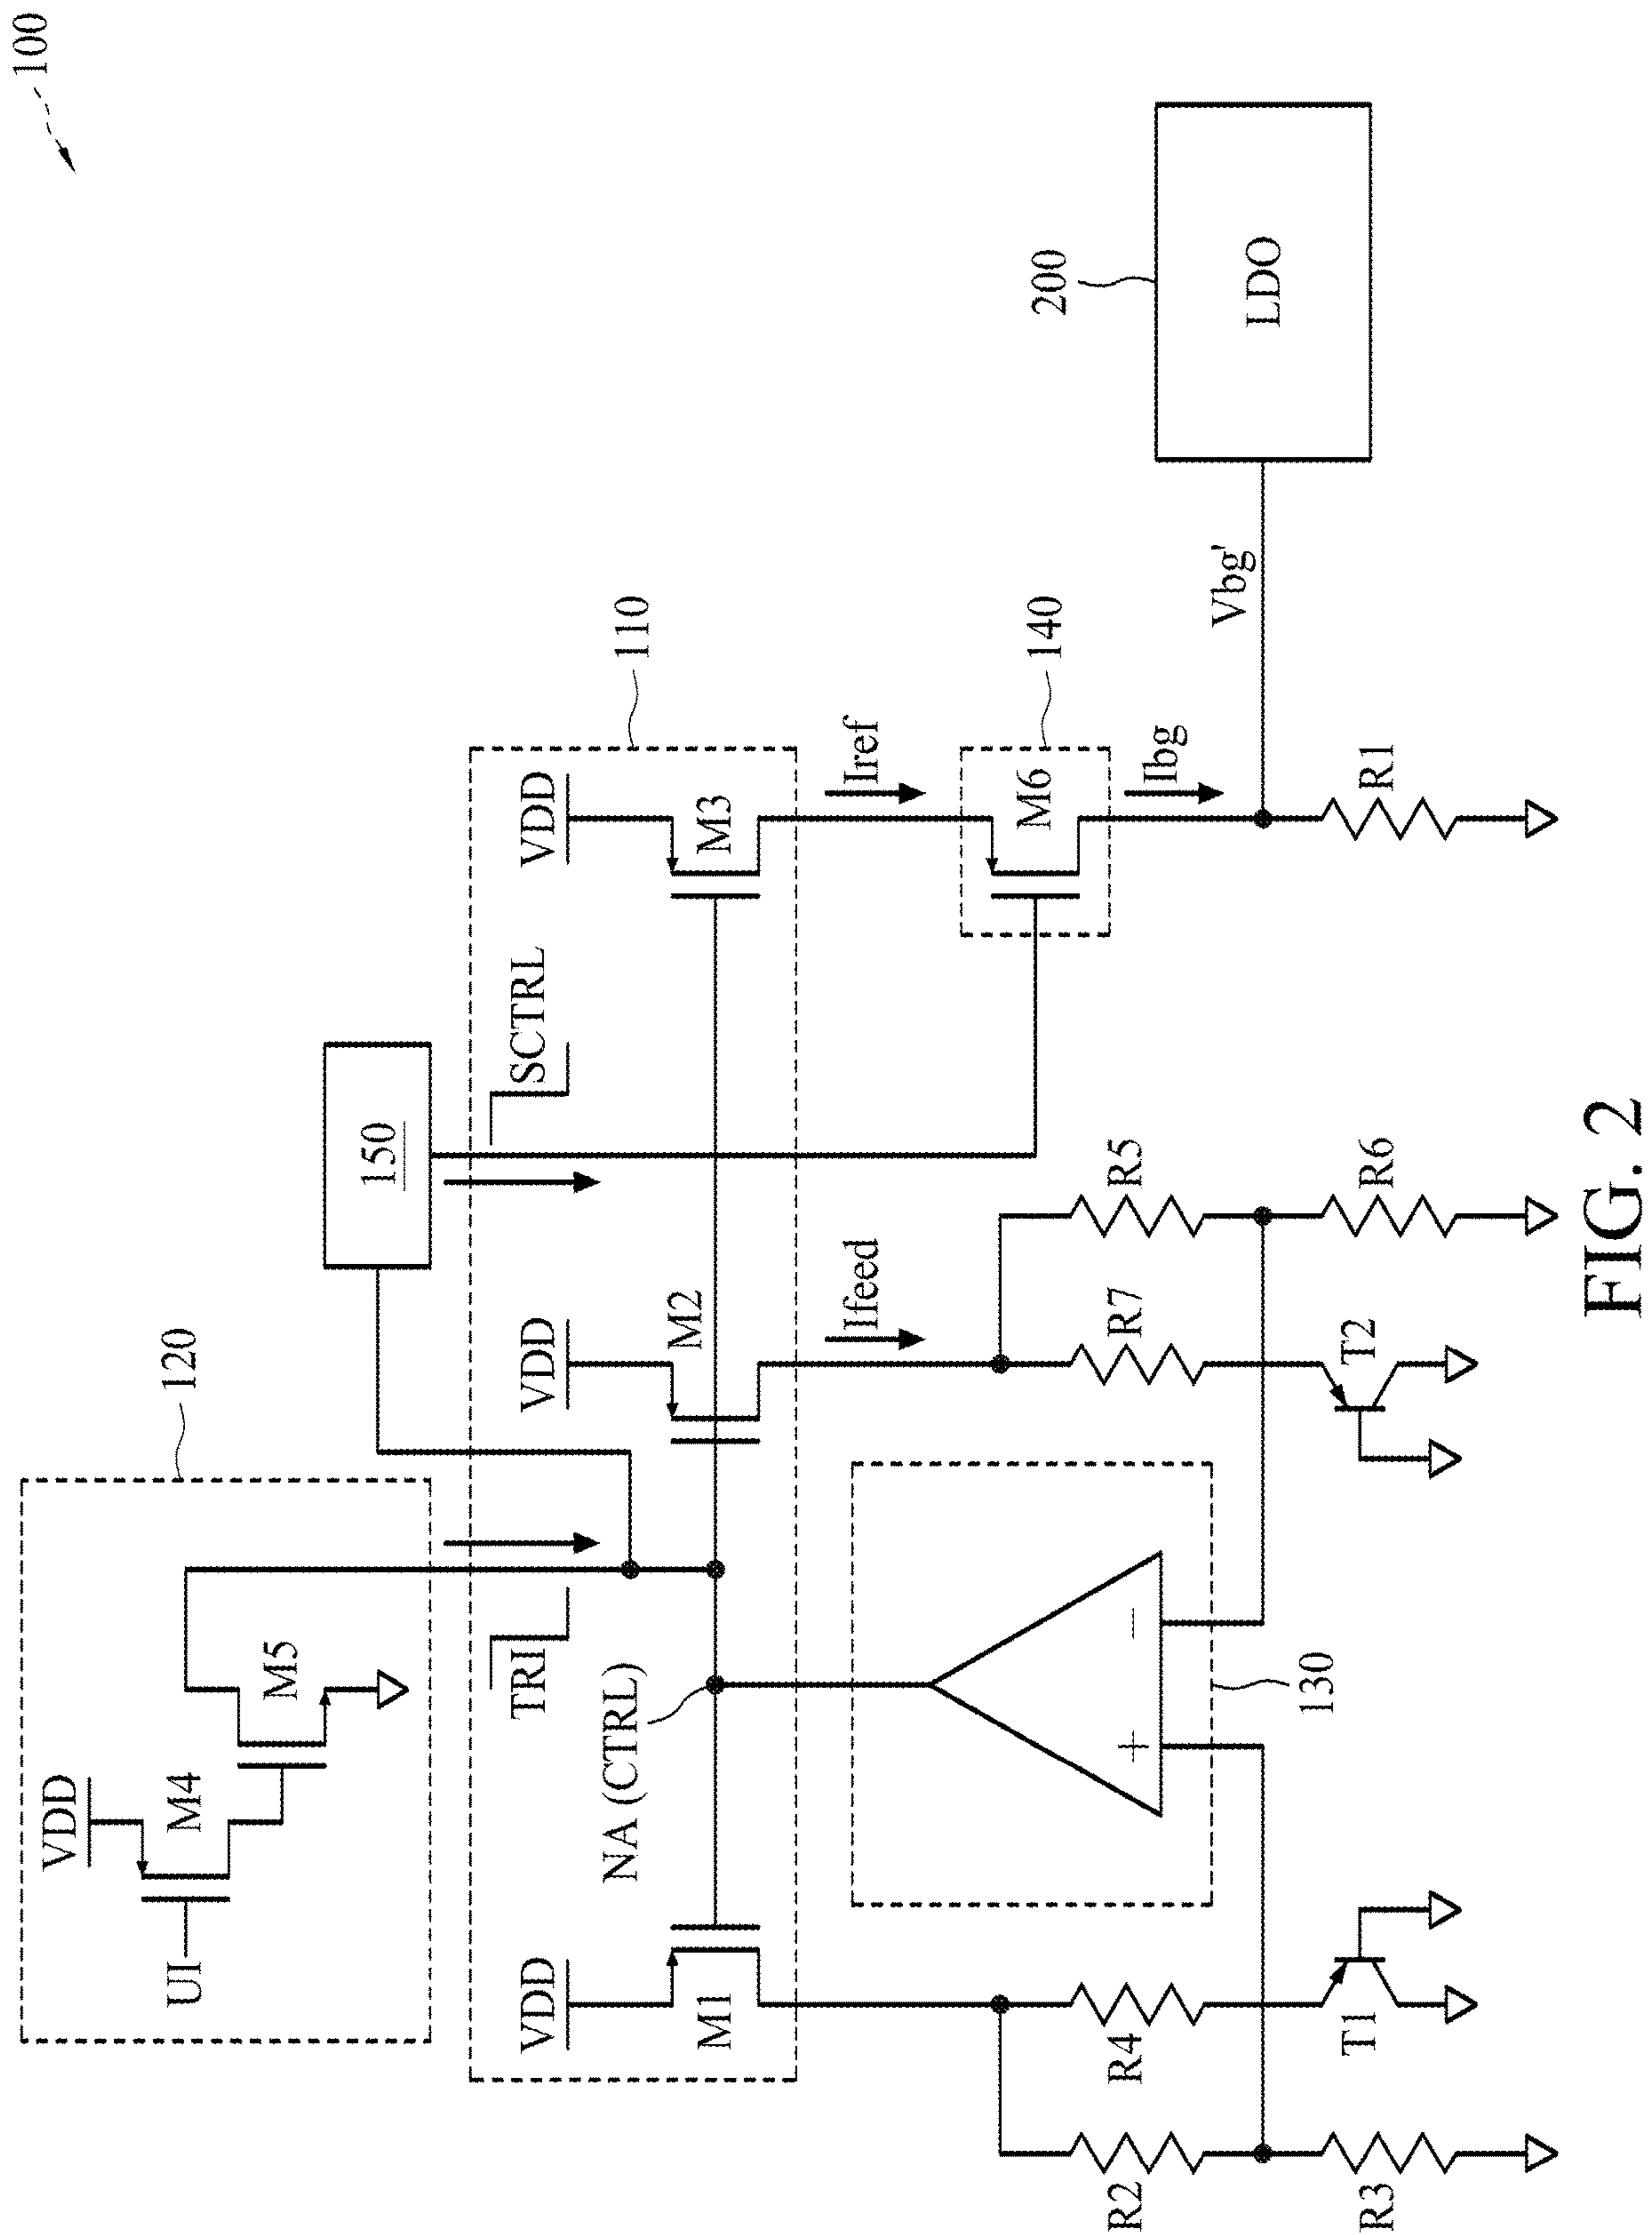 100
120
VDD
M4
M5
UI
150
TRI
SCTRL
110
VDD
M1
NA (CTRL)
VDD
M2
VDD
M3
Ifeed
Iref
140
M6
Ibg
200
LDO
Vbg'
130
+
−
R2
R4
R7
R5
R3
T1
T2
R6
R1
FIG. 2